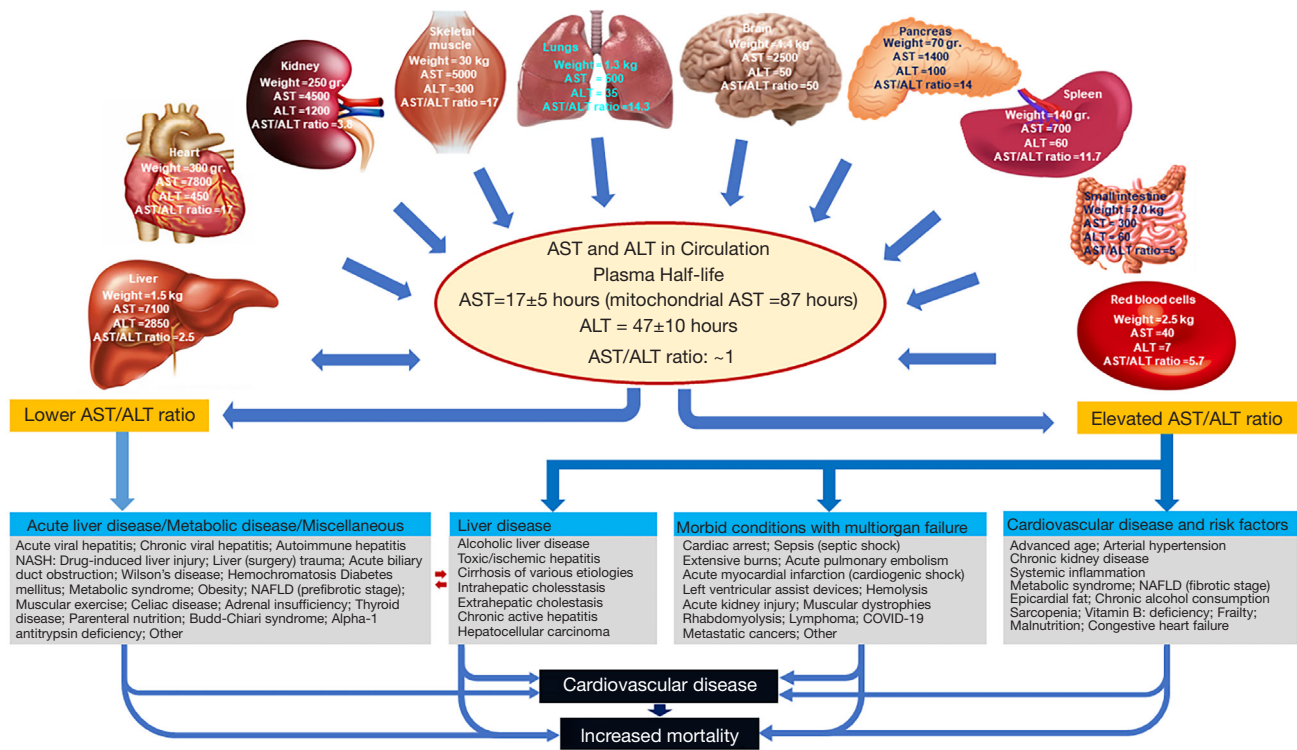 Kidney
Weight =250 gr.
AST =4500
ALT =1200
AST/ALT ratio =3.8
Skeletal
muscle
Weight = 30 kg
AST =5000
ALT =300
AST/ALT ratio =17
Lungs
Weight =1.3 kg
AST =500
ALT =35
AST/ALT ratio =14.3
Brain
Weight =1.4 kg
AST =2500
ALT =50
AST/ALT ratio =50
Pancreas
Weight =70 gr.
AST =1400
ALT =100
AST/ALT ratio =14
Spleen
Weight =140 gr.
AST =700
ALT =60
AST/ALT ratio =11.7
Heart
Weight =300 gr.
AST =7800
ALT =450
AST/ALT ratio =17
Small intestine
Weight =2.0 kg
AST = 300
ALT = 60
AST/ALT ratio =5
Liver
Weight =1.5 kg
AST =7100
ALT =2850
AST/ALT ratio =2.5
Red blood cells
Weight =2.5 kg
AST =40
ALT =7
AST/ALT ratio =5.7
AST and ALT in Circulation
Plasma Half-life
AST=17±5 hours (mitochondrial AST =87 hours)
ALT = 47±10 hours
AST/ALT ratio: ~1
Lower AST/ALT ratio
Elevated AST/ALT ratio
Acute liver disease/Metabolic disease/Miscellaneous
Acute viral hepatitis; Chronic viral hepatitis; Autoimmune hepatitis
NASH: Drug-induced liver injury; Liver (surgery) trauma; Acute biliary
duct obstruction; Wilson's disease; Hemochromatosis Diabetes
mellitus; Metabolic syndrome; Obesity; NAFLD (prefibrotic stage);
Muscular exercise; Celiac disease; Adrenal insufficiency; Thyroid
disease; Parenteral nutrition; Budd-Chiari syndrome; Alpha-1
antitrypsin deficiency; Other
Liver disease
Alcoholic liver disease
Toxic/ischemic hepatitis
Cirrhosis of various etiologies
Intrahepatic cholesstasis
Extrahepatic cholestasis
Chronic active hepatitis
Hepatocellular carcinoma
Morbid conditions with multiorgan failure
Cardiac arrest; Sepsis (septic shock)
Extensive burns; Acute pulmonary embolism
Acute myocardial infarction (cardiogenic shock)
Left ventricular assist devices; Hemolysis
Acute kidney injury; Muscular dystrophies
Rhabdomyolysis; Lymphoma; COVID-19
Metastatic cancers; Other
Cardiovascular disease and risk factors
Advanced age; Arterial hypertension
Chronic kidney disease
Systemic inflammation
Metabolic syndrome; NAFLD (fibrotic stage)
Epicardial fat; Chronic alcohol consumption
Sarcopenia; Vitamin B: deficiency; Frailty;
Malnutrition; Congestive heart failure
Cardiovascular disease
Increased mortality